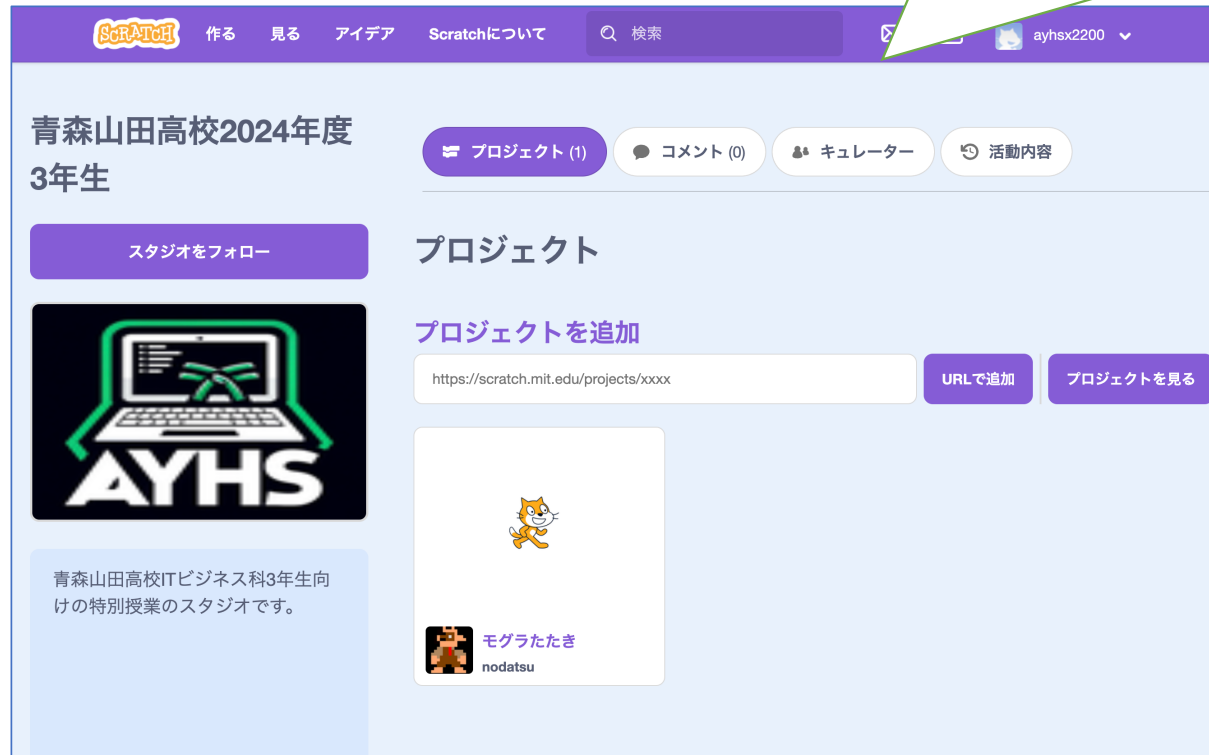 SCRATCH 作る 見る アイデア Scratchについて 検索 ayhsx2200
青森山田高校2024年度
3年生
プロジェクト (1) コメント (0) キュレーター 活動内容
スタジオをフォロー
プロジェクト
プロジェクトを追加
https://scratch.mit.edu/projects/xxxx URLで追加 プロジェクトを見る
AYHS
青森山田高校ITビジネス科3年生向
けの特別授業のスタジオです。
モグラたたき
nodatsu